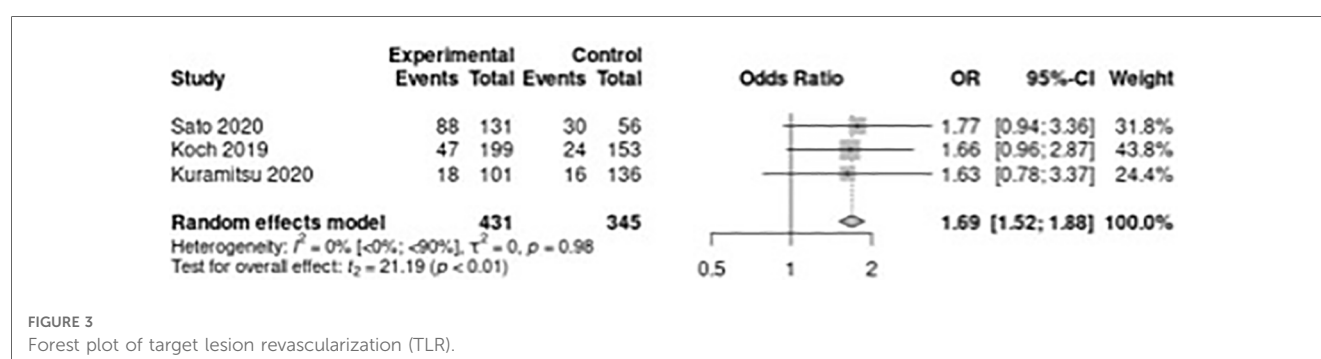 Experimental Control
Study Events Total Events Total Odds Ratio OR 95%-CI Weight
Sato 2020 88 131 30 56 1.77 [0.94; 3.36] 31.8%
Koch 2019 47 199 24 153 1.66 [0.96; 2.87] 43.8%
Kuramitsu 2020 18 101 16 136 1.63 [0.78; 3.37] 24.4%
Random effects model 431 345 1.69 [1.52; 1.88] 100.0%
Heterogeneity: I² = 0% [<0%; <90%], τ² = 0, p = 0.98
Test for overall effect: t₂ = 21.19 (p < 0.01)
0.5 1 2
FIGURE 3
Forest plot of target lesion revascularization (TLR).